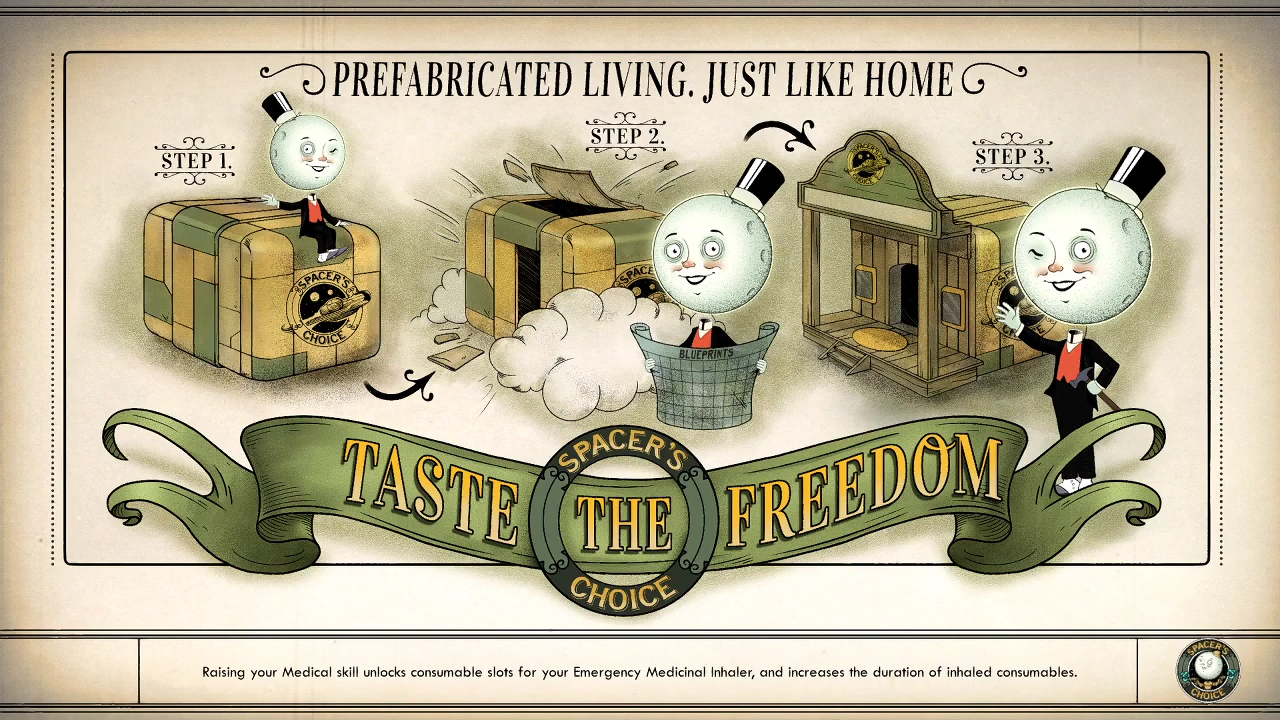 PREFABRICATED LIVING. JUST LIKE HOME
STEP 1.
STEP 2.
STEP 3.
SPACER'S
CHOICE
BLUEPRINTS
TASTE THE FREEDOM
SPACER'S
CHOICE
Raising your Medical skill unlocks consumable slots for your Emergency Medicinal Inhaler, and increases the duration of inhaled consumables.
SPACER'S
CHOICE